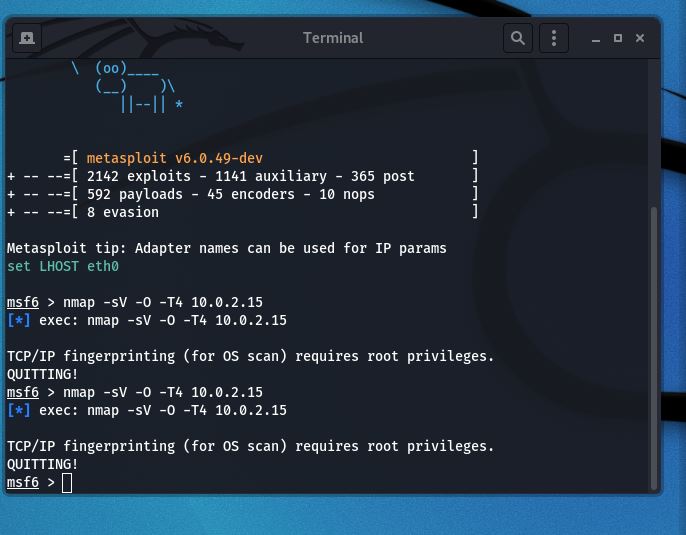 Terminal
\  (oo)____
   (__)    )\
      ||--|| *
=[ metasploit v6.0.49-dev                          ]
+ -- --=[ 2142 exploits - 1141 auxiliary - 365 post       ]
+ -- --=[ 592 payloads - 45 encoders - 10 nops            ]
+ -- --=[ 8 evasion                                       ]
Metasploit tip: Adapter names can be used for IP params
set LHOST eth0
msf6 > nmap -sV -O -T4 10.0.2.15
[*] exec: nmap -sV -O -T4 10.0.2.15
TCP/IP fingerprinting (for OS scan) requires root privileges.
QUITTING!
msf6 > nmap -sV -O -T4 10.0.2.15
[*] exec: nmap -sV -O -T4 10.0.2.15
TCP/IP fingerprinting (for OS scan) requires root privileges.
QUITTING!
msf6 >